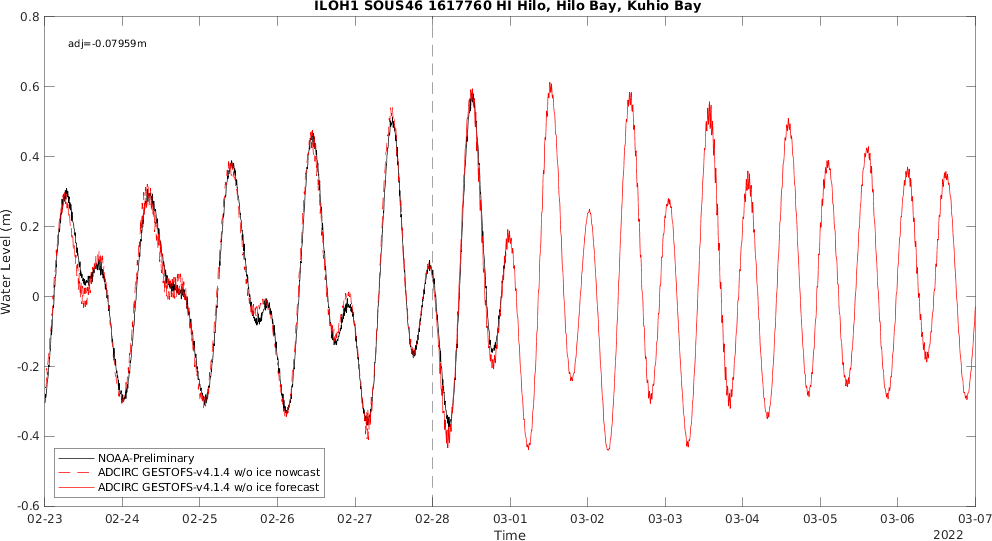 ILOH1 SOUS46 1617760 HI Hilo, Hilo Bay, Kuhio Bay
0.8
adj=-0.07959m
0.6
0.4
0.2
0
-0.2
-0.4
-0.6
Water Level (m)
NOAA-Preliminary
ADCIRC GESTOFS-v4.1.4 w/o ice nowcast
ADCIRC GESTOFS-v4.1.4 w/o ice forecast
02-23 02-24 02-25 02-26 02-27 02-28 03-01 03-02 03-03 03-04 03-05 03-06 03-07
Time
2022